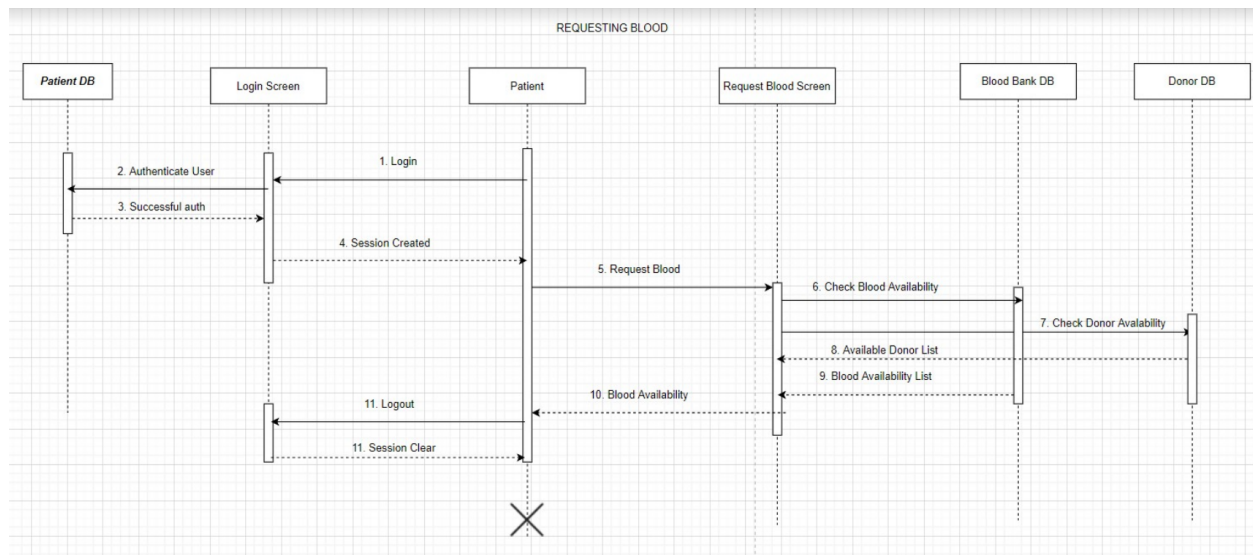 REQUESTING BLOOD
Patient DB
Login Screen
Patient
Request Blood Screen
Blood Bank DB
Donor DB
1. Login
2. Authenticate User
3. Successful auth
4. Session Created
5. Request Blood
6. Check Blood Availability
7. Check Donor Avalability
8. Available Donor List
9. Blood Availability List
10. Blood Availability
11. Logout
11. Session Clear